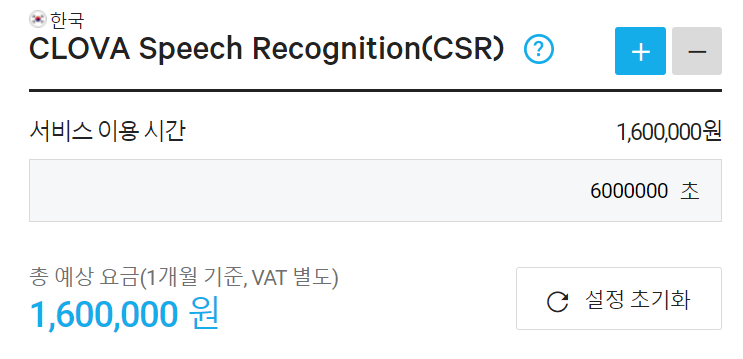 한국
CLOVA Speech Recognition(CSR) ?
+ −
서비스 이용 시간 1,600,000원
6000000 초
총 예상 요금(1개월 기준, VAT 별도)
1,600,000 원
설정 초기화